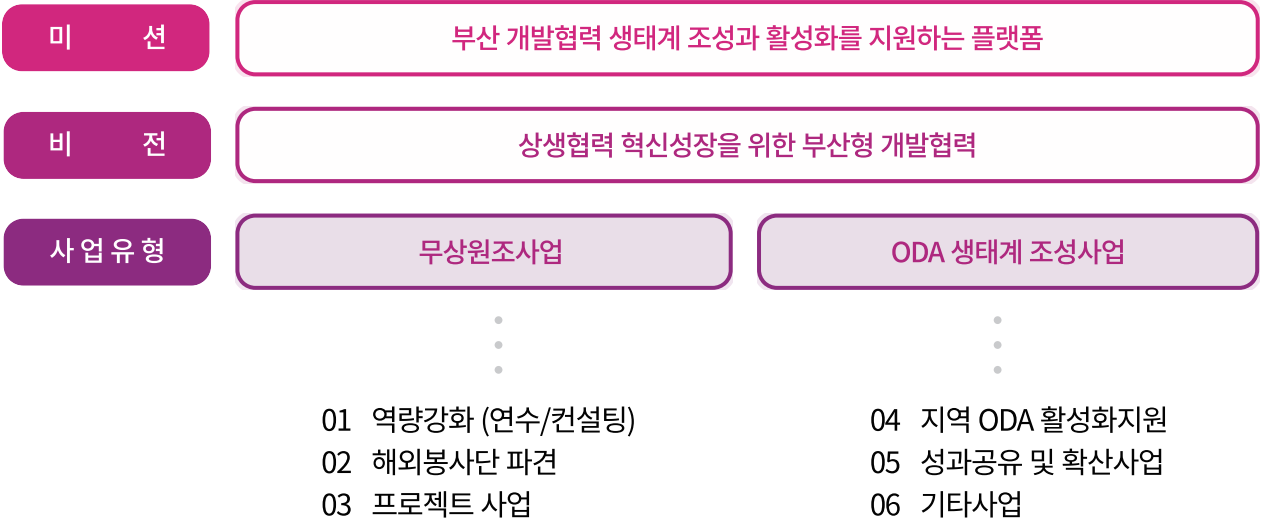 미 션
부산 개발협력 생태계 조성과 활성화를 지원하는 플랫폼
비 전
상생협력 혁신성장을 위한 부산형 개발협력
사업유형
무상원조사업
ODA 생태계 조성사업
01 역량강화 (연수/컨설팅)
02 해외봉사단 파견
03 프로젝트 사업
04 지역 ODA 활성화지원
05 성과공유 및 확산사업
06 기타사업